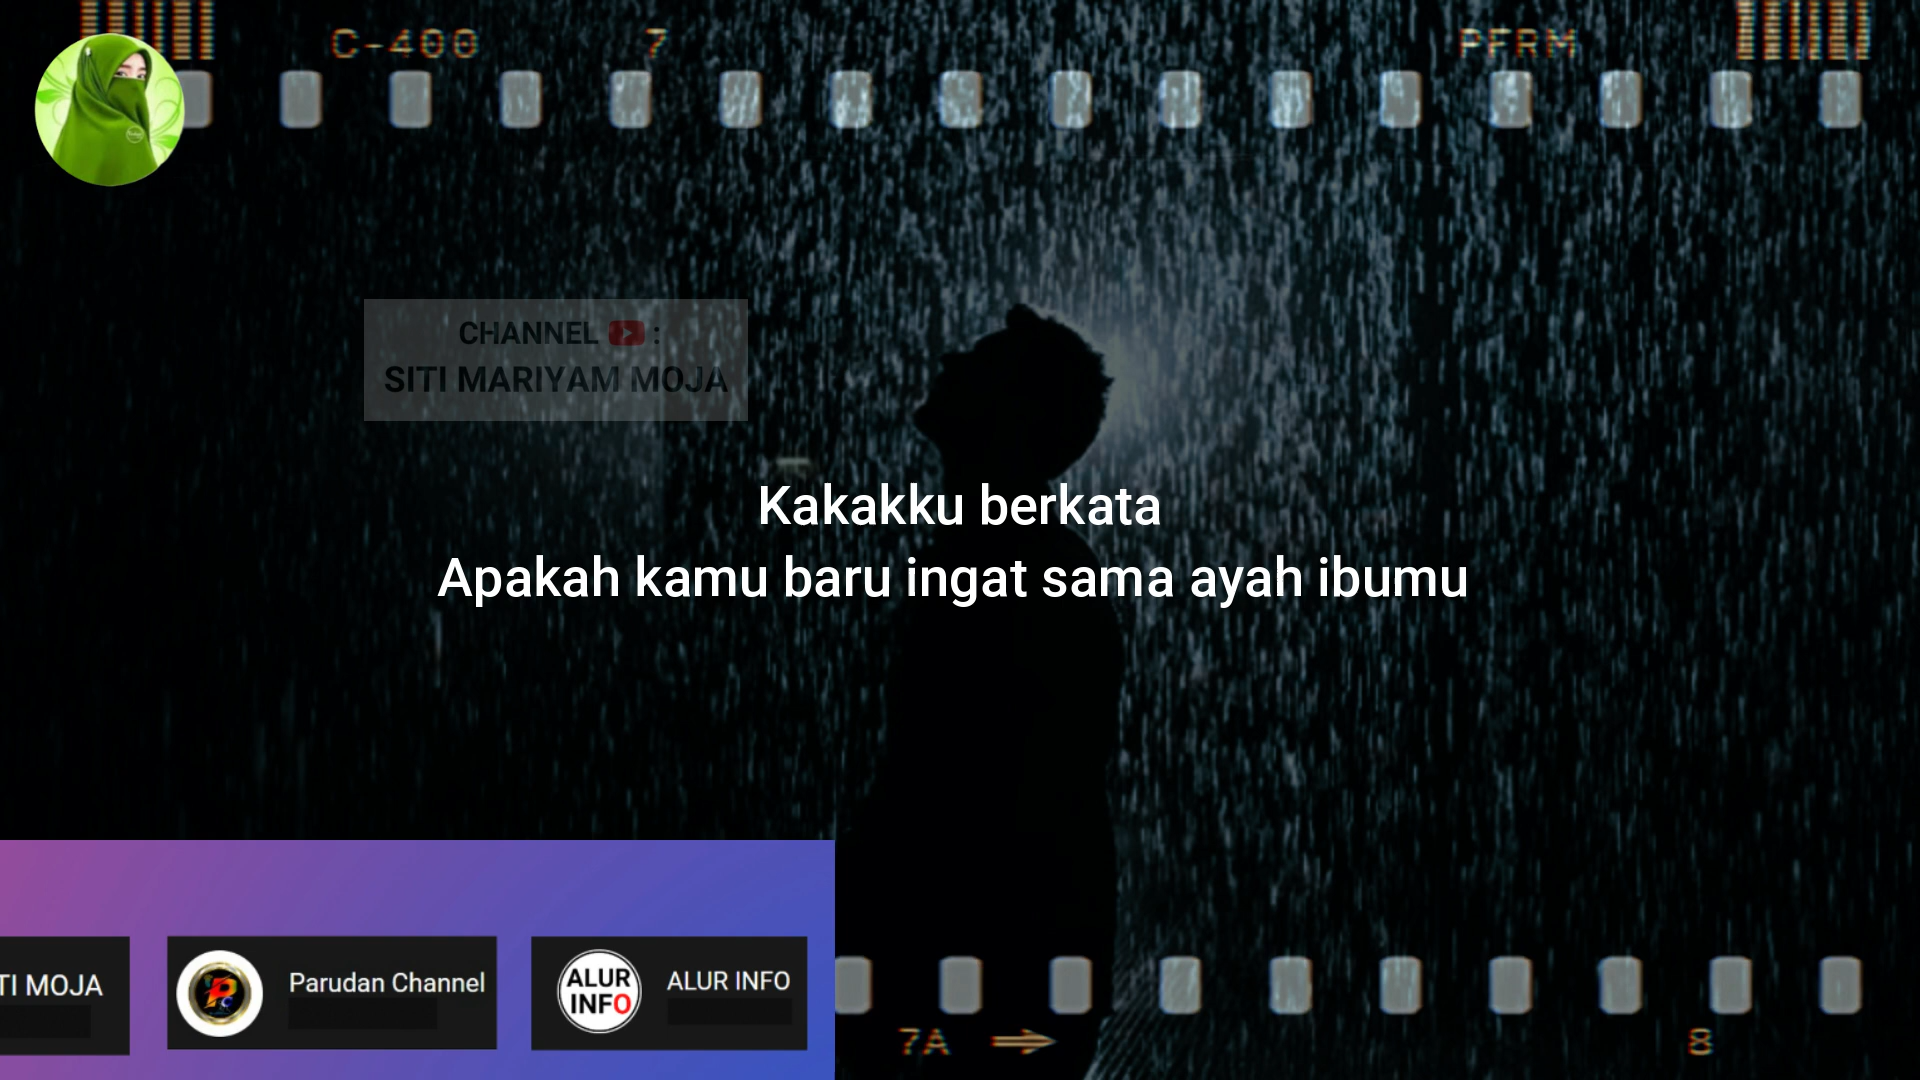 C-400 7 PFRM
CHANNEL :
SITI MARIYAM MOJA
Kakakku berkata
Apakah kamu baru ingat sama ayah ibumu
TI MOJA
Parudan Channel
ALUR
INFO
ALUR INFO
7A 8